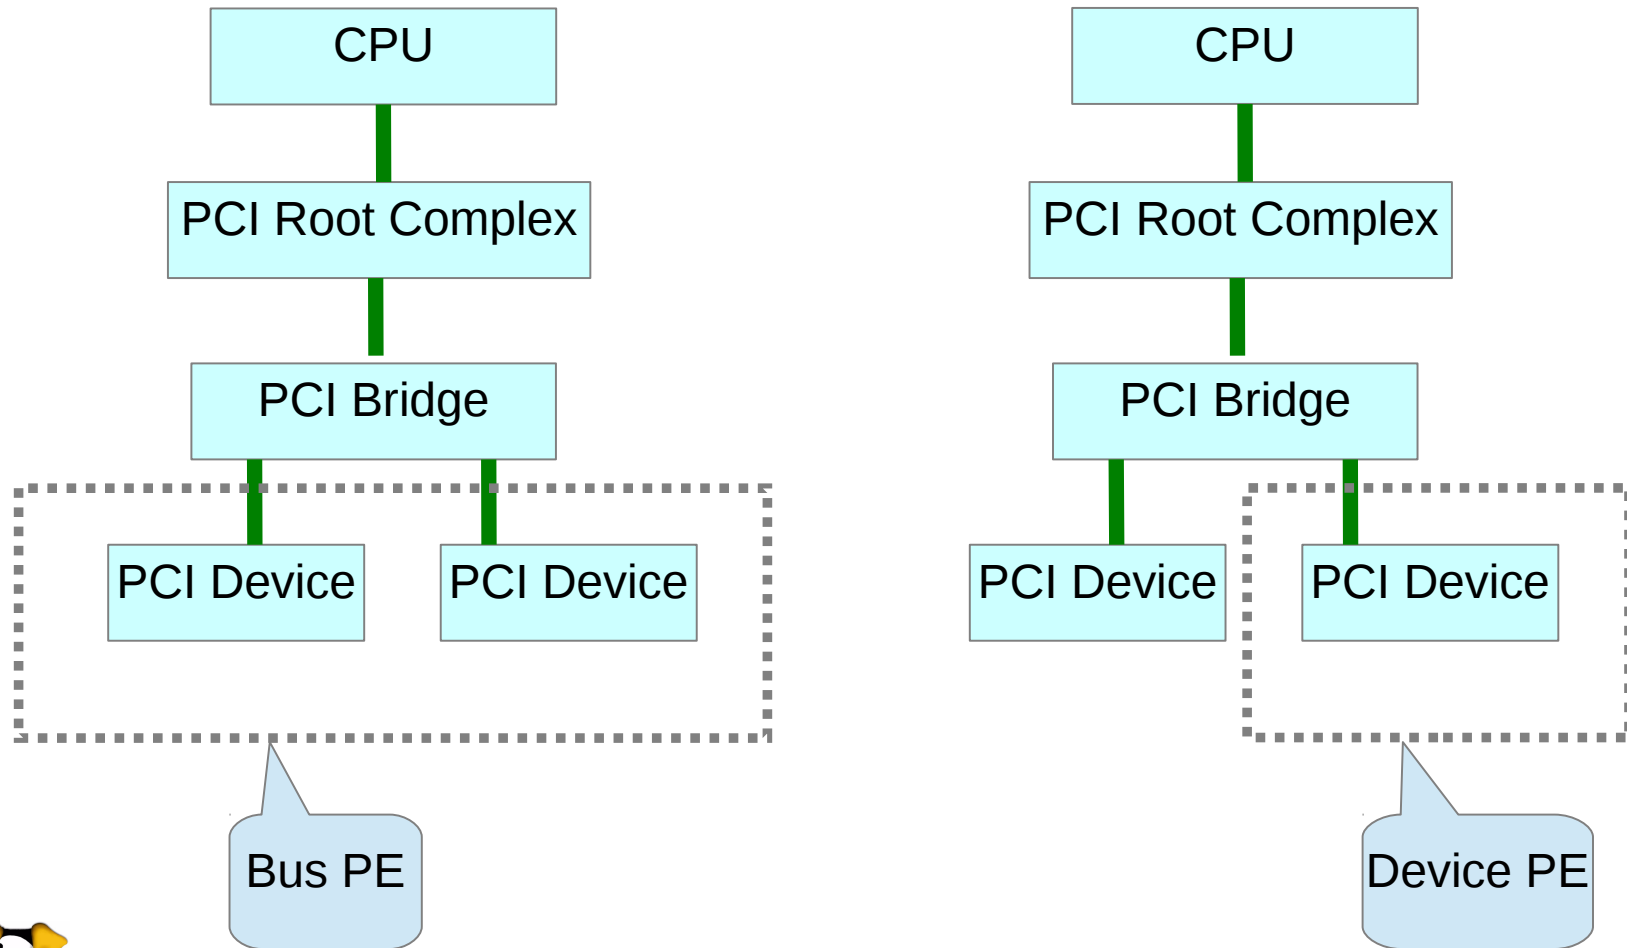 CPU
PCI Root Complex
PCI Bridge
PCI Device
PCI Device
Bus PE
CPU
PCI Root Complex
PCI Bridge
PCI Device
PCI Device
Device PE